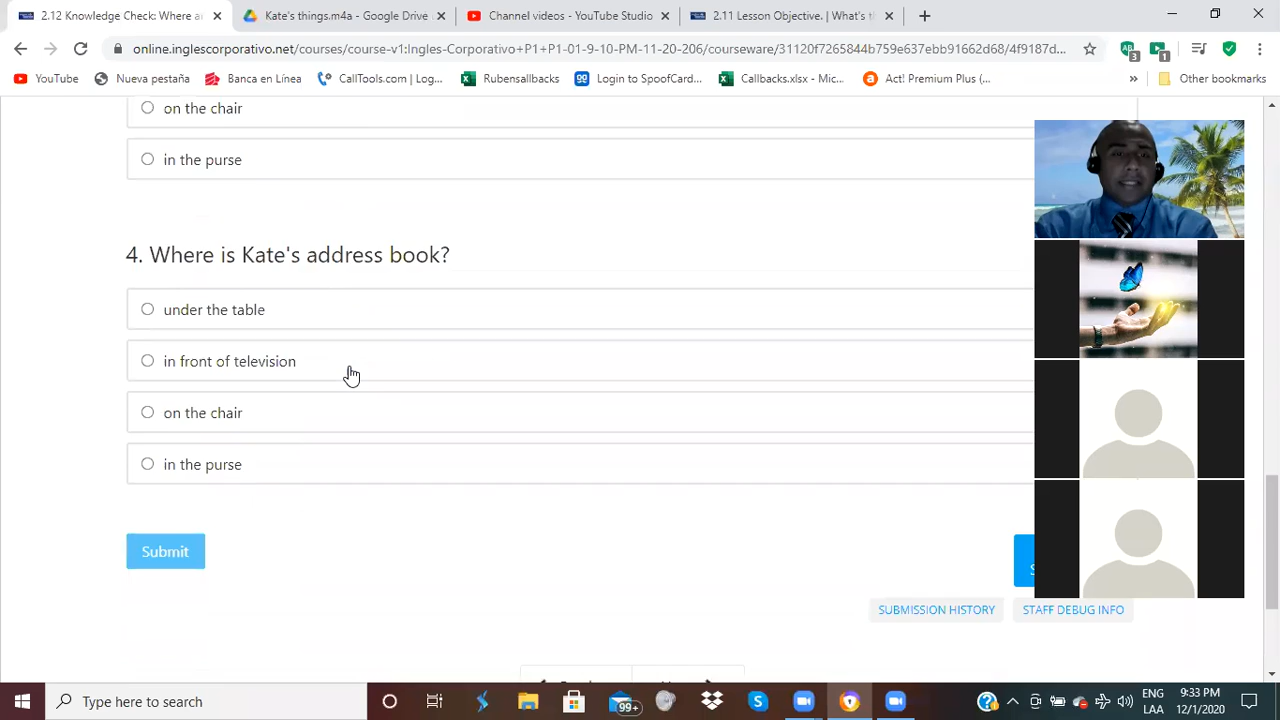 2.12 Knowledge Check: Where a
Kate's things.m4a - Google Drive
Channel videos - YouTube Studio
2.11 Lesson Objective. | What's t
online.inglescorporativo.net/courses/course-v1:Ingles-Corporativo+P1+P1-01-9-10-PM-11-20-206/courseware/31120f7265844b759e637ebb91662d68/4f9187d...
3
1
YouTube
Nueva pestaña
Banca en Línea
CallTools.com | Log...
Rubensallbacks
Login to SpoofCard...
Callbacks.xlsx - Mic...
Act! Premium Plus (...
»
Other bookmarks
on the chair
in the purse
4. Where is Kate's address book?
under the table
in front of television
on the chair
in the purse
Submit
SUBMISSION HISTORY
STAFF DEBUG INFO
Type here to search
99+
ENG
LAA
9:33 PM
12/1/2020